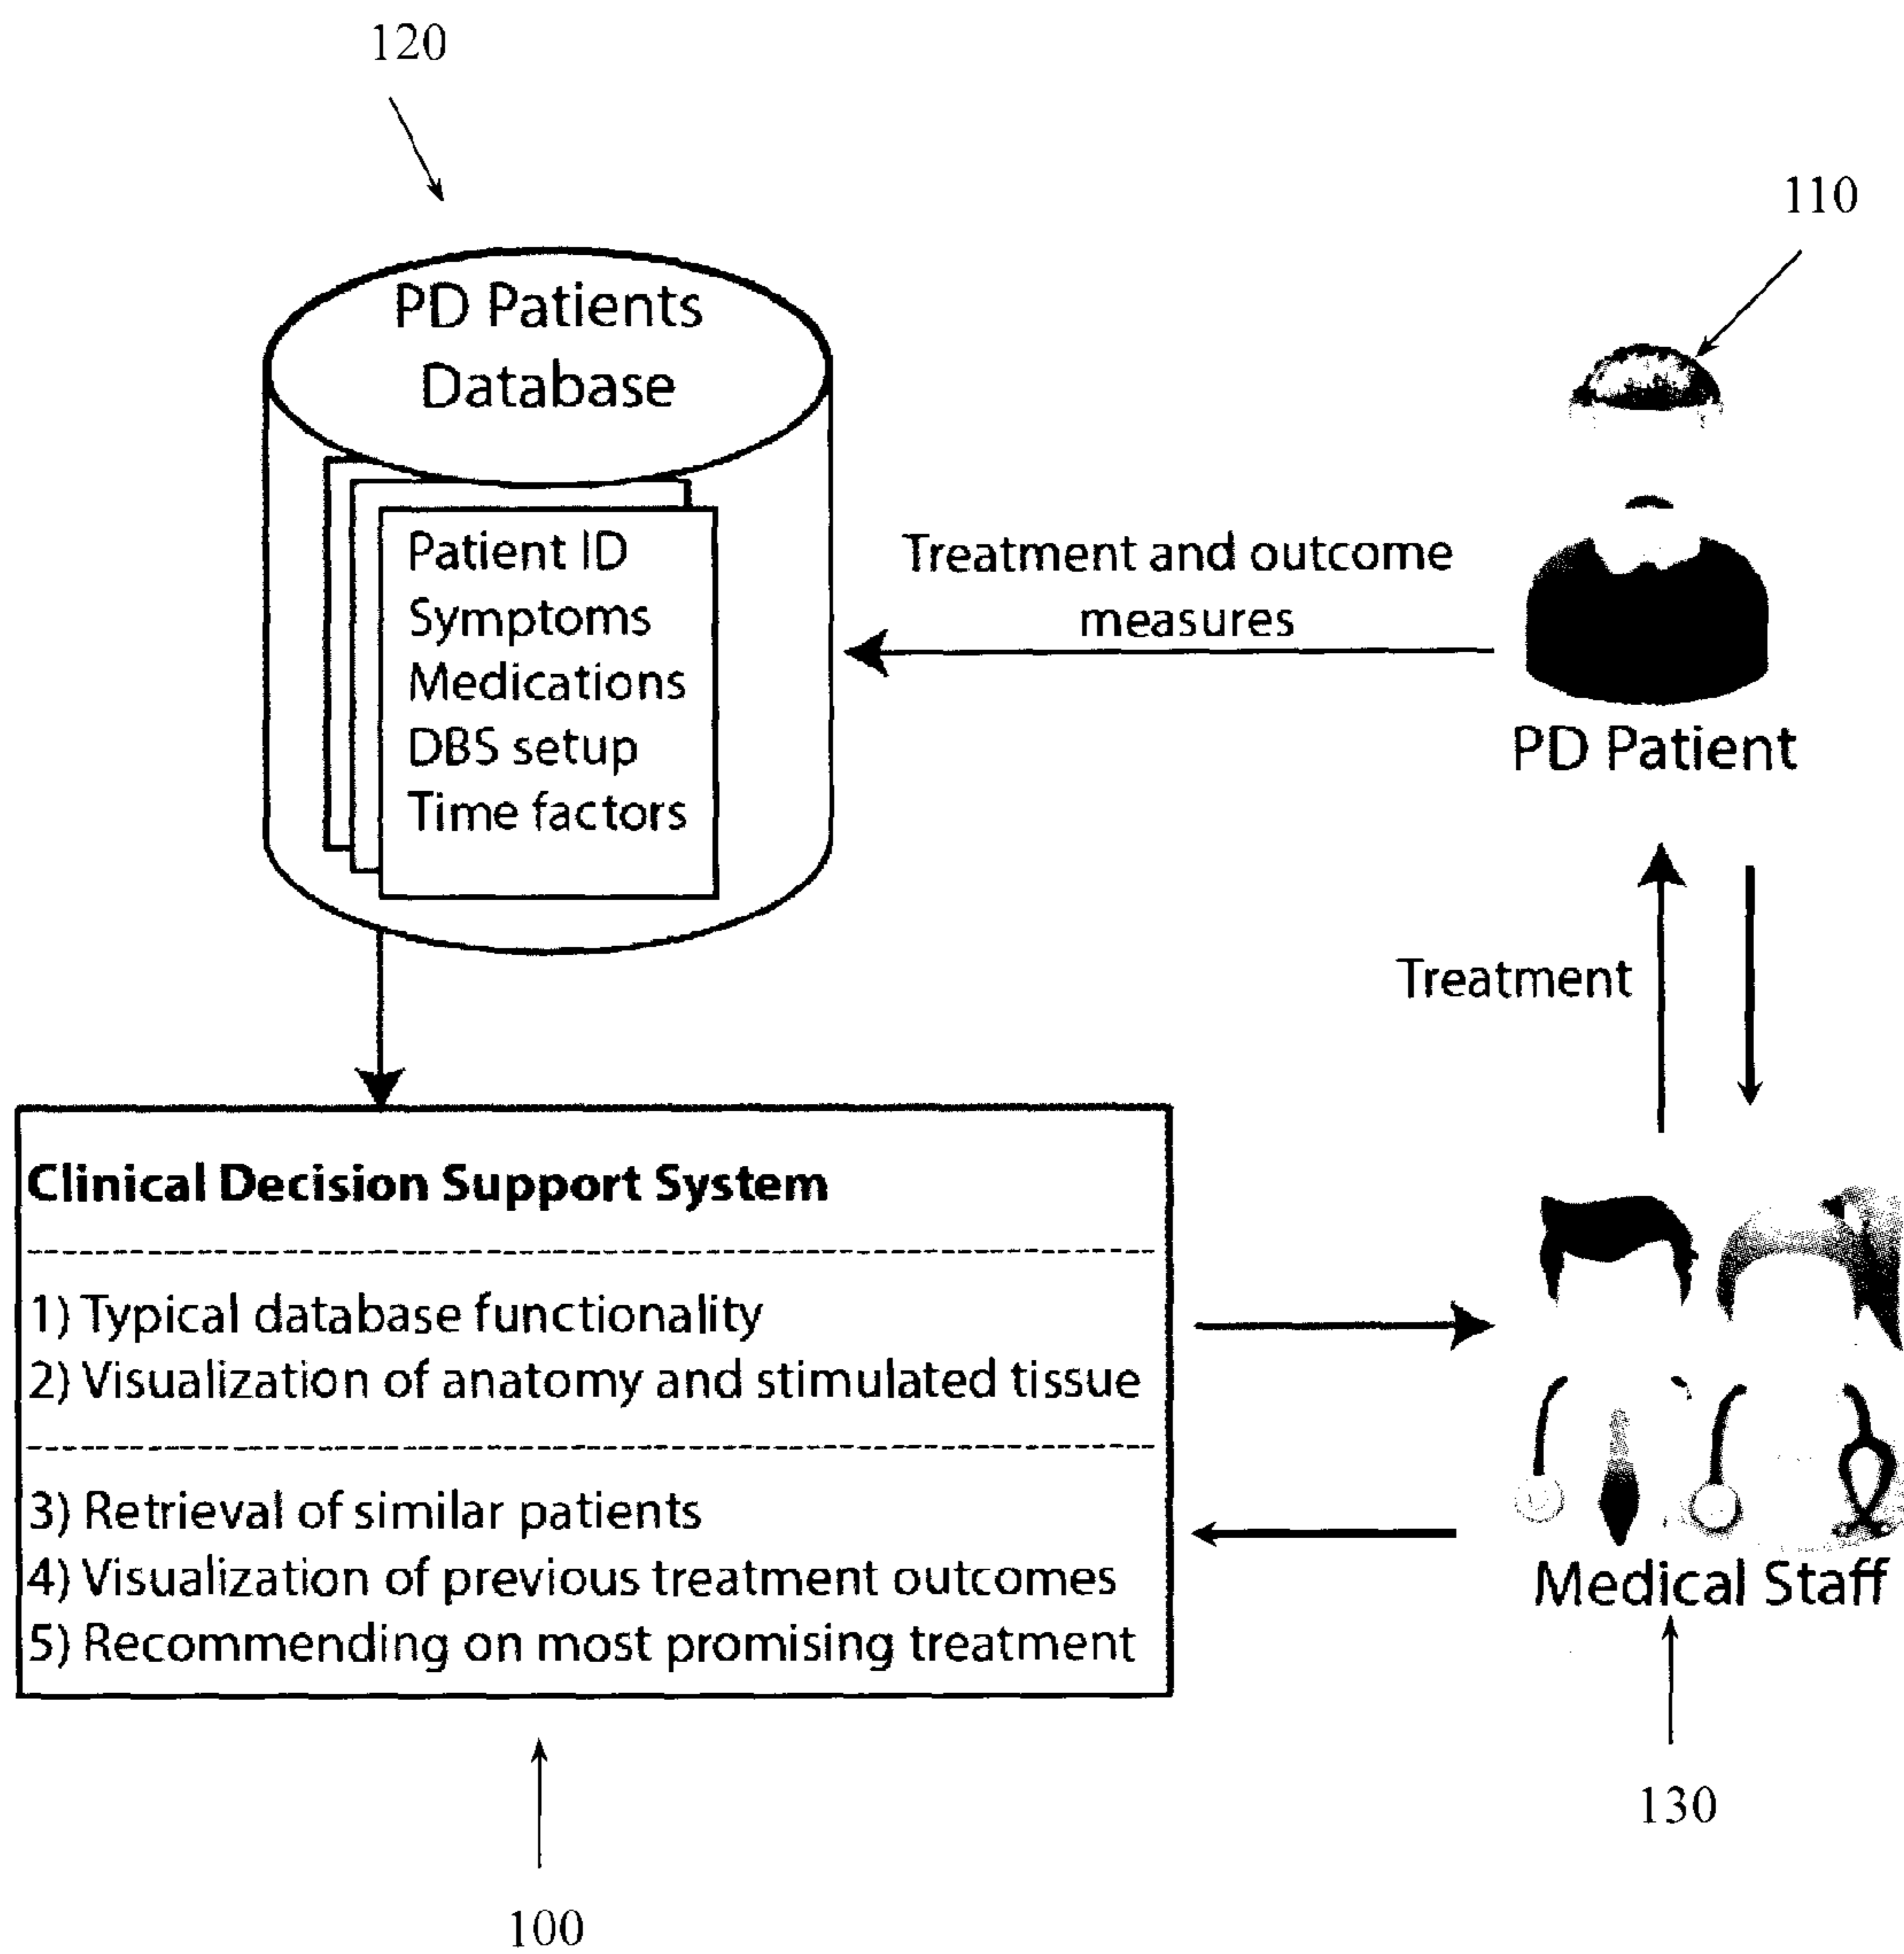 120
110
PD Patients
Database
Patient ID
Symptoms
Medications
DBS setup
Time factors
Treatment and outcome
measures
PD Patient
Treatment
Clinical Decision Support System
1) Typical database functionality
2) Visualization of anatomy and stimulated tissue
3) Retrieval of similar patients
4) Visualization of previous treatment outcomes
5) Recommending on most promising treatment
Medical Staff
130
100